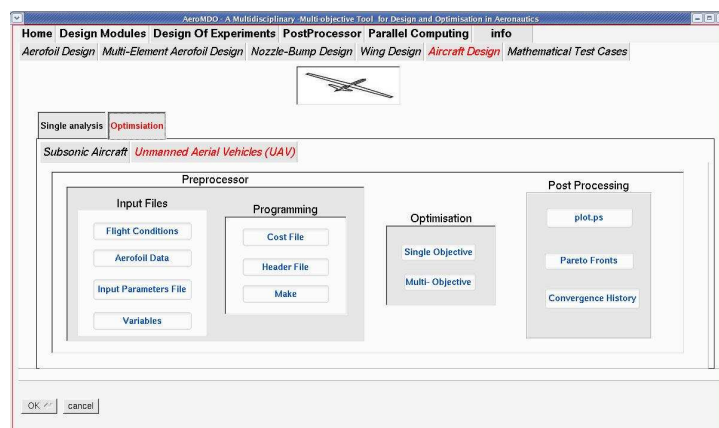 AeroMDO - A Multidisciplinary -Multi-objective Tool for Design and Optimisation in Aeronautics
Home Design Modules Design Of Experiments PostProcessor Parallel Computing info
Aerofoil Design Multi-Element Aerofoil Design Nozzle-Bump Design Wing Design Aircraft Design Mathematical Test Cases
Single analysis Optimsiation
Subsonic Aircraft Unmanned Aerial Vehicles (UAV)
Preprocessor
Input Files
Flight Conditions
Aerofoil Data
Input Parameters File
Variables
Programming
Cost File
Header File
Make
Optimisation
Single Objective
Multi- Objective
Post Processing
plot.ps
Pareto Fronts
Convergence History
OK cancel